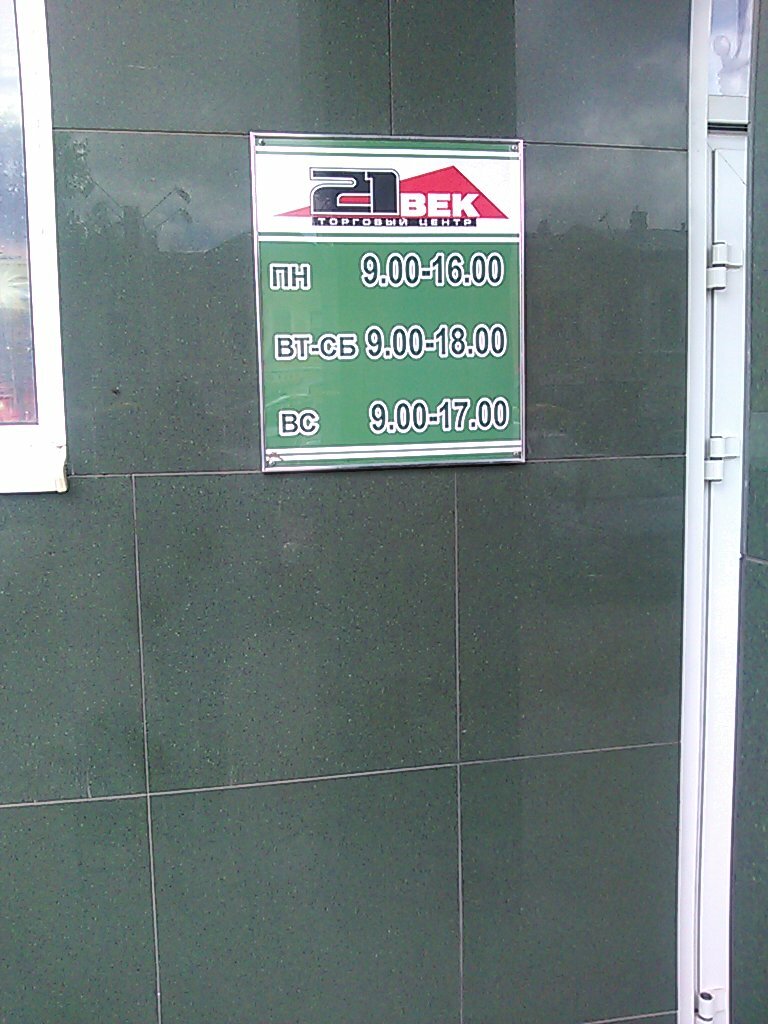 21 ВЕК
ТОРГОВЫЙ ЦЕНТР
ПН 9.00-16.00
ВТ-СБ 9.00-18.00
ВС 9.00-17.00